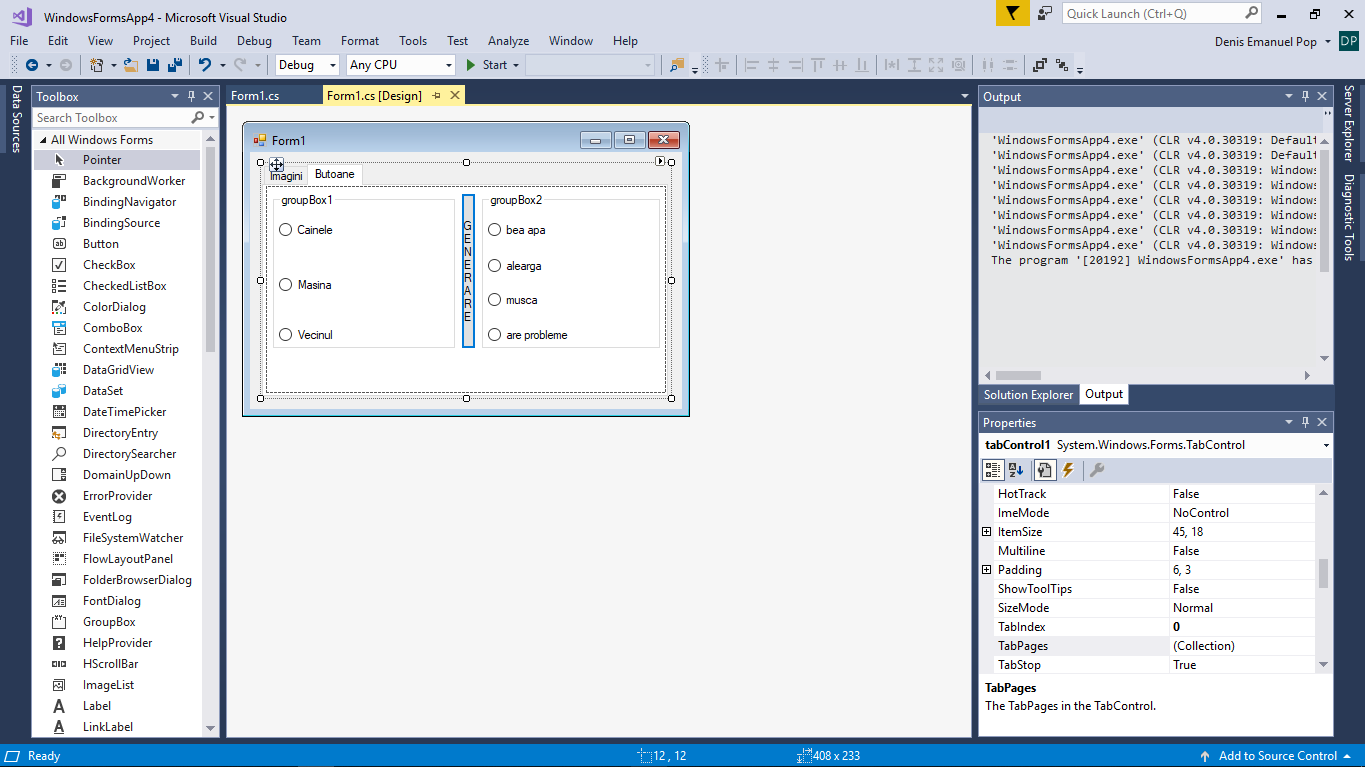 WindowsFormsApp4 - Microsoft Visual Studio
Quick Launch (Ctrl+Q)
File Edit View Project Build Debug Team Format Tools Test Analyze Window Help
Denis Emanuel Pop DP
Debug Any CPU Start
Data Sources
Toolbox
Search Toolbox
All Windows Forms
Pointer
BackgroundWorker
BindingNavigator
BindingSource
Button
CheckBox
CheckedListBox
ColorDialog
ComboBox
ContextMenuStrip
DataGridView
DataSet
DateTimePicker
DirectoryEntry
DirectorySearcher
DomainUpDown
ErrorProvider
EventLog
FileSystemWatcher
FlowLayoutPanel
FolderBrowserDialog
FontDialog
GroupBox
HelpProvider
HScrollBar
ImageList
Label
LinkLabel
Form1.cs Form1.cs [Design]
Form1
Imagini Butoane
groupBox1
Cainele
Masina
Vecinul
GENERARE
groupBox2
bea apa
alearga
musca
are probleme
Output
'WindowsFormsApp4.exe' (CLR v4.0.30319: Default
'WindowsFormsApp4.exe' (CLR v4.0.30319: Default
'WindowsFormsApp4.exe' (CLR v4.0.30319: Windows
'WindowsFormsApp4.exe' (CLR v4.0.30319: Windows
'WindowsFormsApp4.exe' (CLR v4.0.30319: Windows
'WindowsFormsApp4.exe' (CLR v4.0.30319: Windows
'WindowsFormsApp4.exe' (CLR v4.0.30319: Windows
'WindowsFormsApp4.exe' (CLR v4.0.30319: Windows
The program '[20192] WindowsFormsApp4.exe' has
Solution Explorer Output
Properties
tabControl1 System.Windows.Forms.TabControl
HotTrack False
ImeMode NoControl
ItemSize 45, 18
Multiline False
Padding 6, 3
ShowToolTips False
SizeMode Normal
TabIndex 0
TabPages (Collection)
TabStop True
TabPages
The TabPages in the TabControl.
Server Explorer
Diagnostic Tools
Ready 12 , 12 408 x 233 Add to Source Control